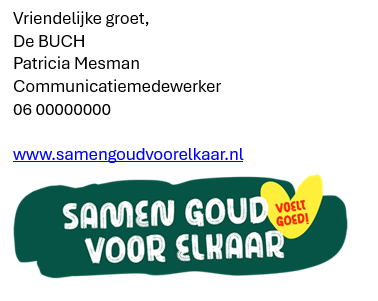 Vriendelijke groet,
De BUCH
Patricia Mesman
Communicatiemedewerker
06 00000000
www.samengoudvoorelkaar.nl
SAMEN GOUD
VOELT
GOED!
VOOR ELKAAR